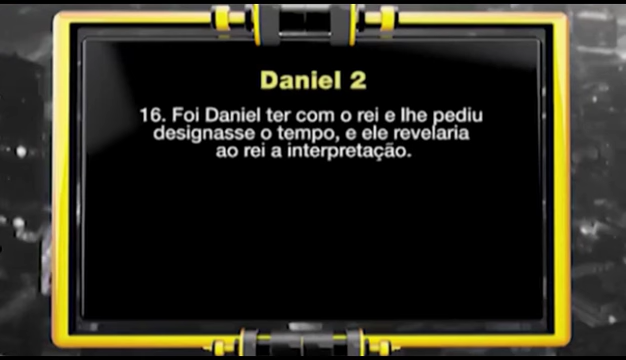 Daniel 2
16. Foi Daniel ter com o rei e lhe pediu
designasse o tempo, e ele revelaria
ao rei a interpretação.